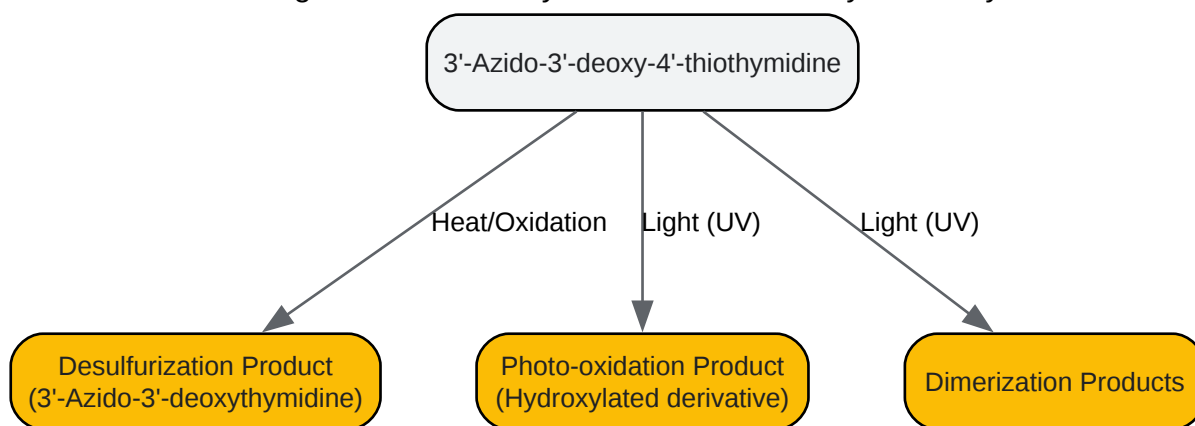 3'-Azido-3'-deoxy-4'-thiothymidine
Heat/Oxidation
Light (UV)
Light (UV)
Desulfurization Product
(3'-Azido-3'-deoxythymidine)
Photo-oxidation Product
(Hydroxylated derivative)
Dimerization Products